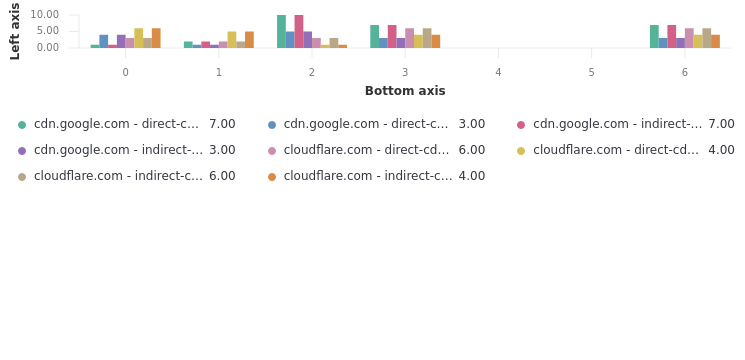 Left axis
10.00
5.00
0.00
0 1 2 3 4 5 6
Bottom axis
cdn.google.com - direct-c... 7.00 cdn.google.com - direct-c... 3.00 cdn.google.com - indirect-... 7.00
cdn.google.com - indirect-... 3.00 cloudflare.com - direct-cd... 6.00 cloudflare.com - direct-cd... 4.00
cloudflare.com - indirect-c... 6.00 cloudflare.com - indirect-c... 4.00